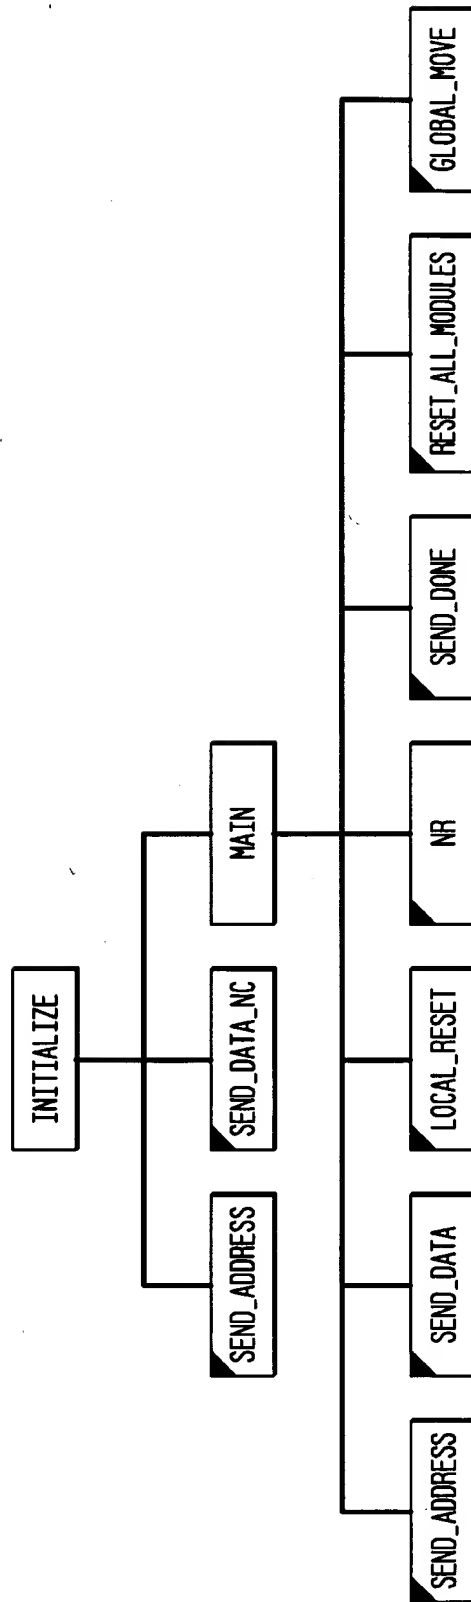 INITIALIZE
SEND_ADDRESS
SEND_DATA_NC
MAIN
SEND_ADDRESS
SEND_DATA
LOCAL_RESET
NR
SEND_DONE
RESET_ALL_MODULES
GLOBAL_MOVE